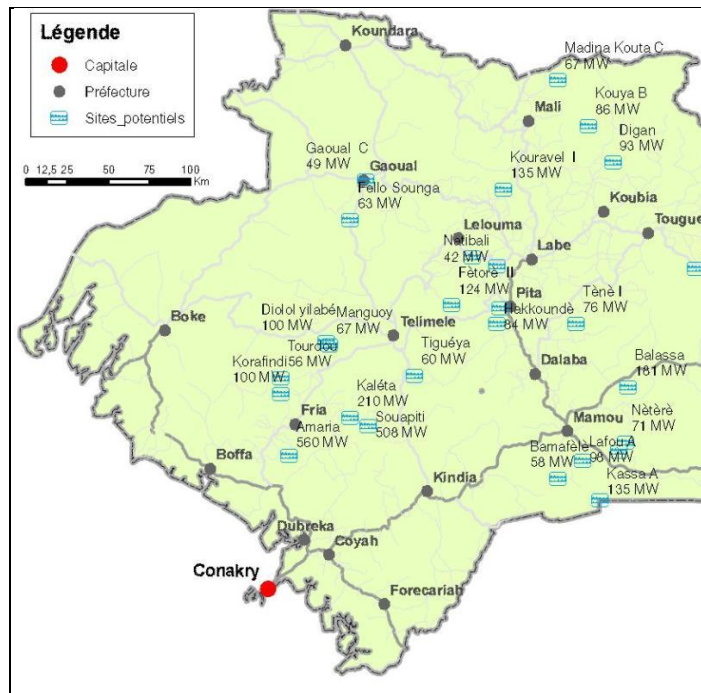 Légende
Capitale
Préfecture
Sites_potentiels
0 12,5 25 50 75 100
Km
Koundara
Madina Kouta C
67 MW
Kouya B
86 MW
Mali
Digan
93 MW
Gaoual C
49 MW
Gaoual
Kouravel I
135 MW
Fello Sounga
63 MW
Koubia
Lelouma
Tougue
Natibali
42 MW
Labe
Fètoré II
124 MW
Pita
Hakkoundè
84 MW
Tènè I
76 MW
Boke
Diolol yilabé
100 MW
Manguoy
67 MW
Telimele
Tourdou
56 MW
Tiguéya
60 MW
Korafindi
100 MW
Dalaba
Balassa
181 MW
Kaléta
210 MW
Fria
Souapiti
508 MW
Amaria
560 MW
Mamou
Nètèrè
71 MW
Bamafèlè
58 MW
Lafou A
98 MW
Kassa A
135 MW
Boffa
Kindia
Dubreka
Coyah
Conakry
Forecariah